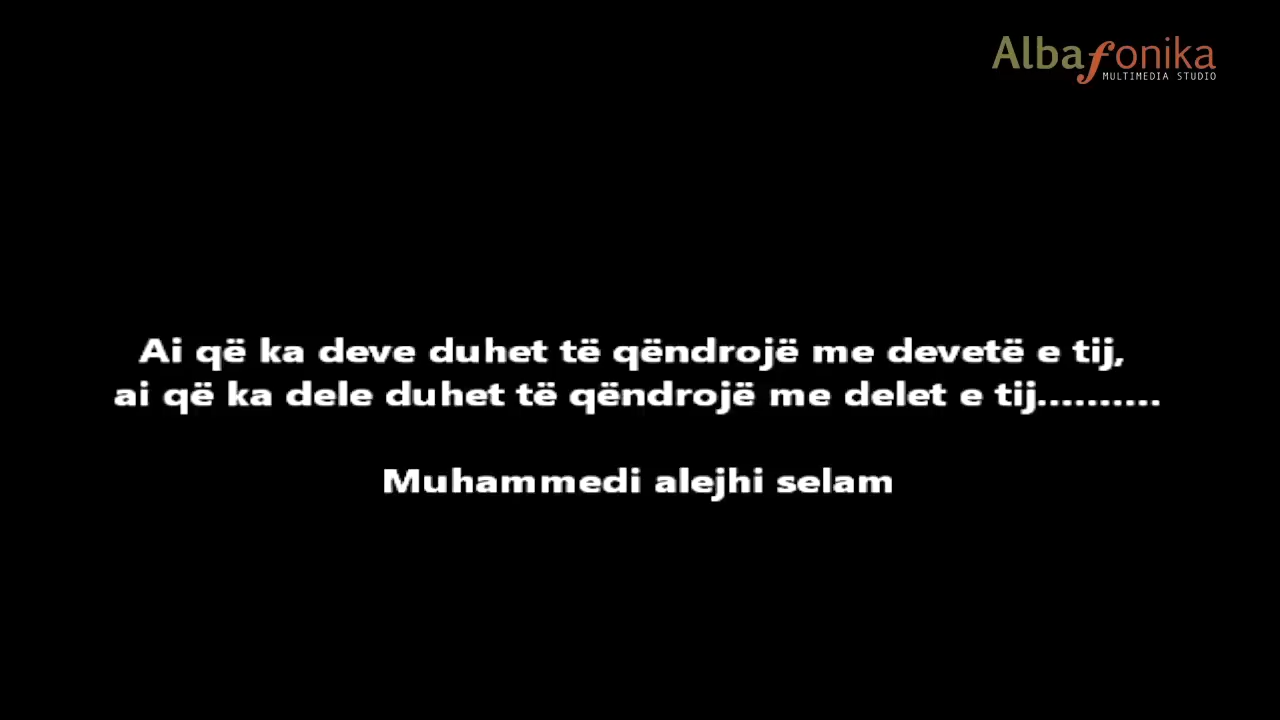 Albafonika
MULTIMEDIA STUDIO
Ai që ka deve duhet të qëndrojë me devetë e tij,
ai që ka dele duhet të qëndrojë me delet e tij..........
Muhammedi alejhi selam